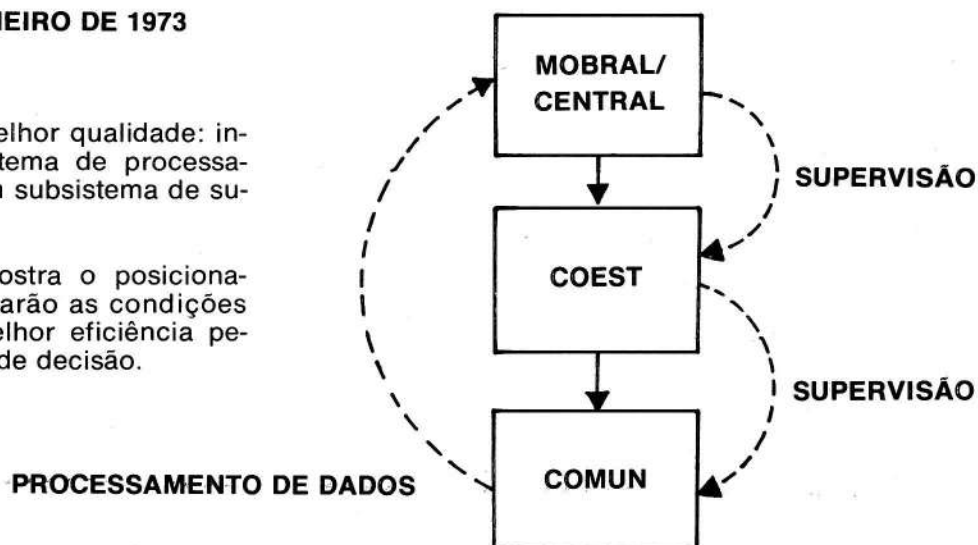 EIRO DE 1973
elhor qualidade: in-
tema de processa-
subsistema de su-
ostra o posiciona-
arão as condições
elhor eficiência pe-
de decisão.
MOBRAL/
CENTRAL
SUPERVISÃO
COEST
SUPERVISÃO
COMUN
PROCESSAMENTO DE DADOS